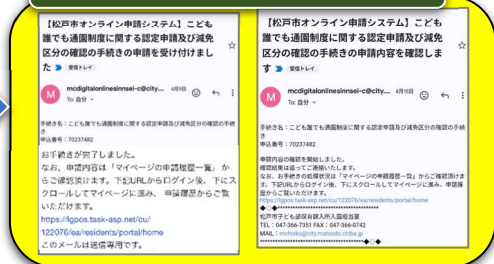 【松戸市オンライン申請システム】こども
誰でも通園制度に関する認定申請及び減免
区分の確認の手続きの申請を受け付けまし
た 受信トレイ
M
mcdigitalonlinesinnsei-c@city... 4月9日
To: 自分
手続き名：こども誰でも通園制度に関する認定申請及び減免区分の確認の手続
き
申込番号：70237482
お手続きが完了しました。
なお、申請内容は「マイページの申請履歴一覧」か
らご確認頂けます。下記URLからログイン後、下にス
クロールしてマイページに進み、申請履歴からご覧
いただけます。
https://lgpos.task-asp.net/cu/
122076/ea/residents/portal/home
このメールは送信専用です。
【松戸市オンライン申請システム】こども
誰でも通園制度に関する認定申請及び減免
区分の確認の手続きの申請内容を確認しま
す 受信トレイ
M
mcdigitalonlinesinnsei-c@city... 4月15日
To: 自分
手続き名：こども誰でも通園制度に関する認定申請及び減免区分の確認の手続
き
申込番号：70237482
申請内容の確認を開始しました。
確認結果は追ってご連絡いたします。
なお、お手続きの処理状況は「マイページの申請履歴一覧」からご確認頂けま
す。下記URLからログイン後、下にスクロールしてマイページに進み、申請履
歴からご覧いただけます。
https://lgpos.task-asp.net/cu/122076/ea/residents/portal/home
松戸市子ども部保育課入所入園担当室
TEL：047-366-7351 FAX：047-366-0742
MAIL：mchoiku@city.matsudo.chiba.jp